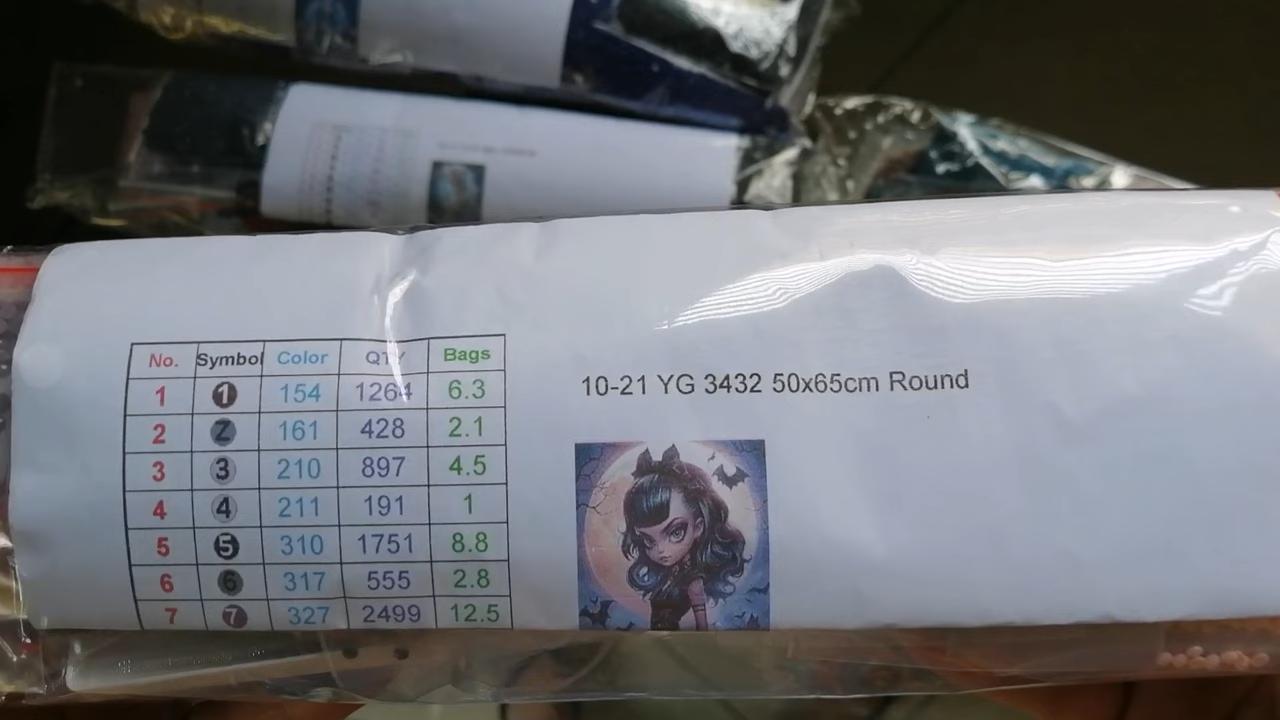 No. Symbol Color QTY Bags
1 1 154 1264 6.3
2 Z 161 428 2.1
3 3 210 897 4.5
4 4 211 191 1
5 5 310 1751 8.8
6 6 317 555 2.8
7 7 327 2499 12.5
10-21 YG 3432 50x65cm Round